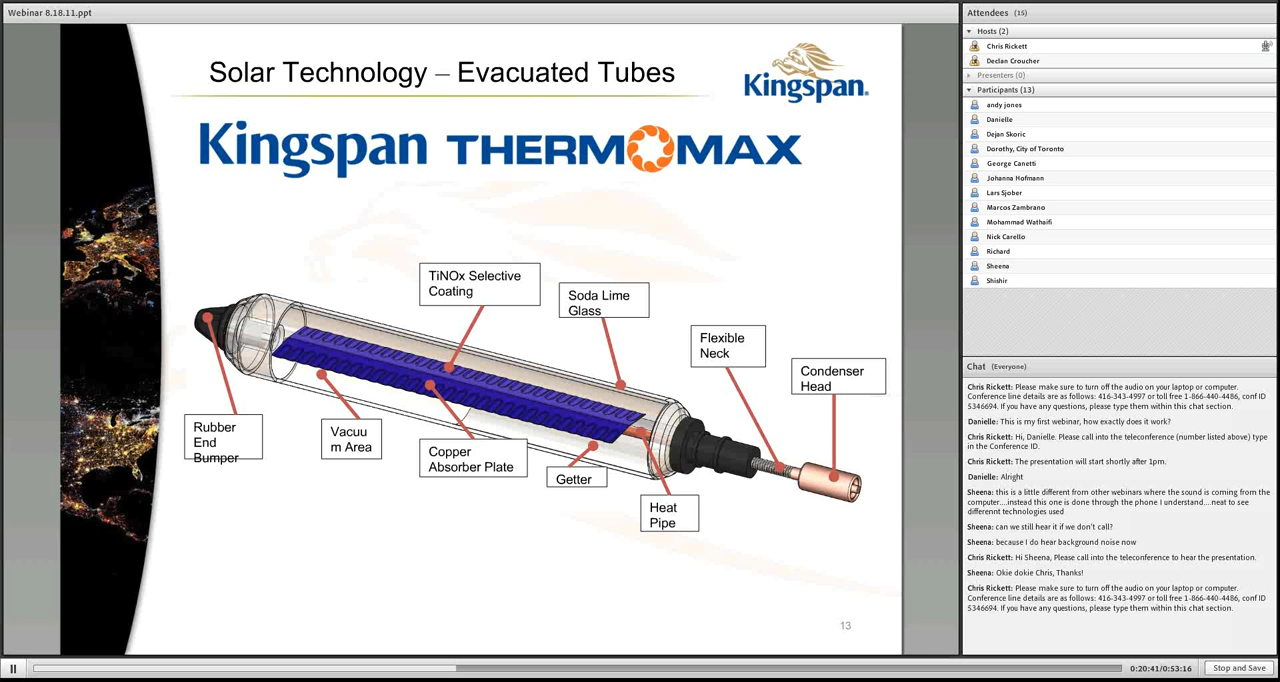 Webinar 8.18.11.ppt
Solar Technology – Evacuated Tubes
Kingspan.
Kingspan THERMOMAX
TiNOx Selective
Coating
Soda Lime
Glass
Flexible
Neck
Condenser
Head
Rubber
End
Bumper
Vacuu
m Area
Copper
Absorber Plate
Getter
Heat
Pipe
13
Attendees (15)
Hosts (2)
Chris Rickett
Declan Croucher
Presenters (0)
Participants (13)
andy jones
Danielle
Dejan Skoric
Dorothy, City of Toronto
George Canetti
Johanna Hofmann
Lars Sjober
Marcos Zambrano
Mohammad Wathaifi
Nick Carello
Richard
Sheena
Shishir
Chat (Everyone)
Chris Rickett: Please make sure to turn off the audio on your laptop or computer.
Conference line details are as follows: 416-343-4997 or toll free 1-866-440-4486, conf ID
5346694. If you have any questions, please type them within this chat section.
Danielle: This is my first webinar, how exactly does it work?
Chris Rickett: Hi, Danielle. Please call into the teleconference (number listed above) type
in the Conference ID.
Chris Rickett: The presentation will start shortly after 1pm.
Danielle: Alright
Sheena: this is a little different from other webinars where the sound is coming from the
computer....instead this one is done through the phone I understand....neat to see
differennt technologies used
Sheena: can we still hear it if we don't call?
Sheena: because I do hear background noise now
Chris Rickett: Hi Sheena, Please call into the teleconference to hear the presentation.
Sheena: Okie dokie Chris, Thanks!
Chris Rickett: Please make sure to turn off the audio on your laptop or computer.
Conference line details are as follows: 416-343-4997 or toll free 1-866-440-4486, conf ID
5346694. If you have any questions, please type them within this chat section.
0:20:41/0:53:16
Stop and Save